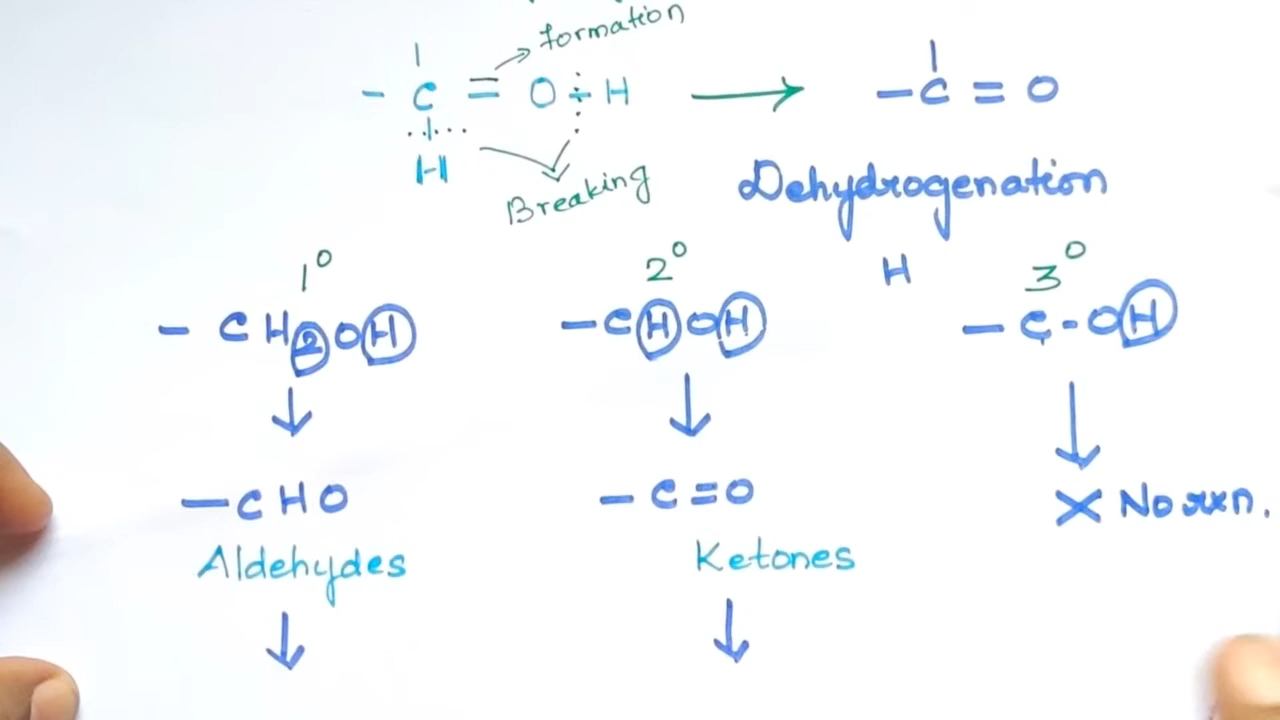 formation
|
- C = O ÷ H → - C = O
|
H
Breaking
Dehydrogenation
1° 2° H 3°
- CH2OH - CHOH - C - OH
↓ ↓ ↓
- CHO - C = O × No rxn.
Aldehydes Ketones
↓ ↓